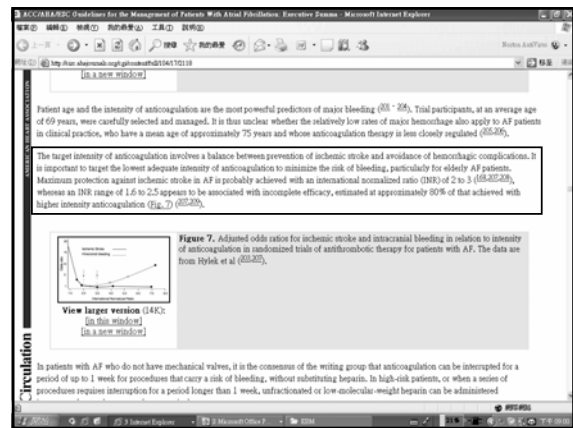 ACC/AHA/ESC Guidelines for the Management of Patients With Atrial Fibrillation: Executive Summa - Microsoft Internet Explorer
http://circ.ahajournals.org/cgi/content/full/104/17/2118
[in a new window]
Patient age and the intensity of anticoagulation are the most powerful predictors of major bleeding
Trial participants, at an average age
of 69 years, were carefully selected and managed. It is thus unclear whether the relatively low rates of major hemorrhage also apply to AF patients
in clinical practice, who have a mean age of approximately 75 years and whose anticoagulation therapy is less closely regulated
The target intensity of anticoagulation involves a balance between prevention of ischemic stroke and avoidance of hemorrhagic complications. It
is important to target the lowest adequate intensity of anticoagulation to minimize the risk of bleeding, particularly for elderly AF patients.
Maximum protection against ischemic stroke in AF is probably achieved with an international normalized ratio (INR) of 2 to 3
whereas an INR range of 1.6 to 2.5 appears to be associated with incomplete efficacy, estimated at approximately 80% of that achieved with
higher intensity anticoagulation (Fig. 7)
Figure 7. Adjusted odds ratios for ischemic stroke and intracranial bleeding in relation to intensity
of anticoagulation in randomized trials of antithrombotic therapy for patients with AF. The data are
from Hylek et al
View larger version (14K):
[in this window]
[in a new window]
Circulation
In patients with AF who do not have mechanical valves, it is the consensus of the writing group that anticoagulation can be interrupted for a
period of up to 1 week for procedures that carry a risk of bleeding, without substituting heparin. In high-risk patients, or when a series of
procedures requires interruption for a period longer than 1 week, unfractionated or low-molecular-weight heparin can be administered